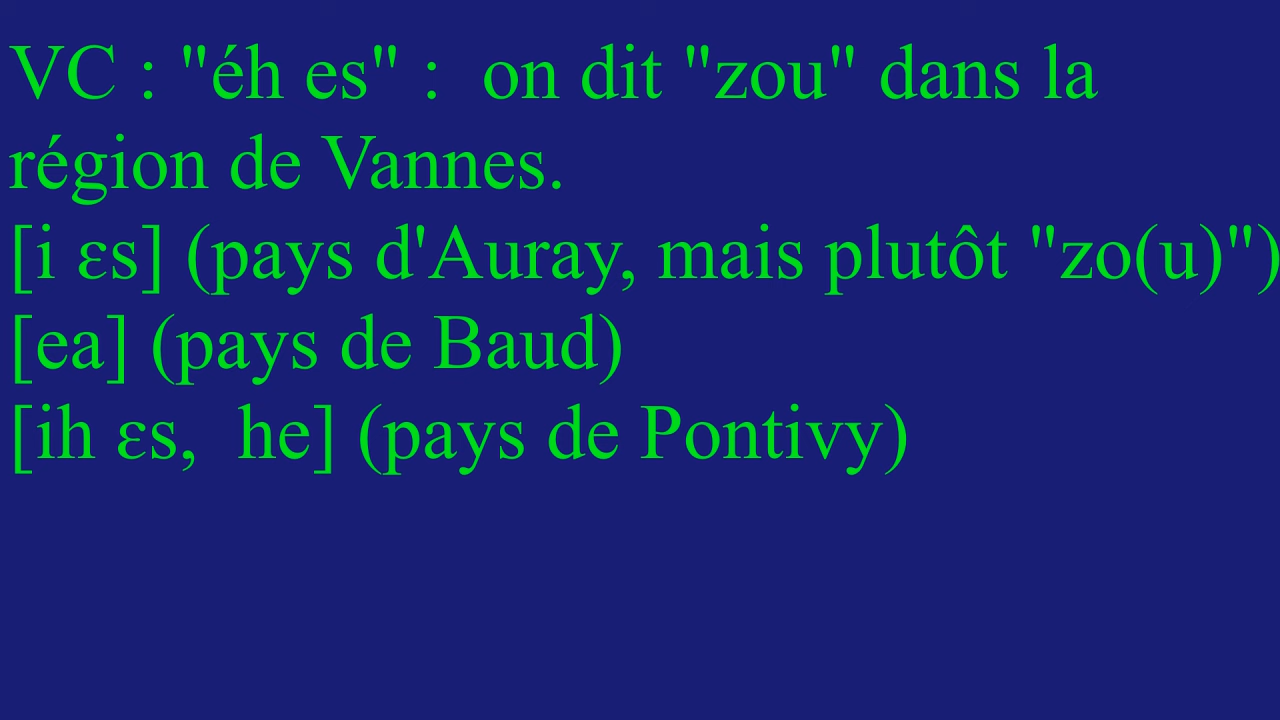 VC : "éh es" :  on dit "zou" dans la
région de Vannes.
[i ɛs] (pays d'Auray, mais plutôt "zo(u)")
[ea] (pays de Baud)
[ih ɛs,  he] (pays de Pontivy)